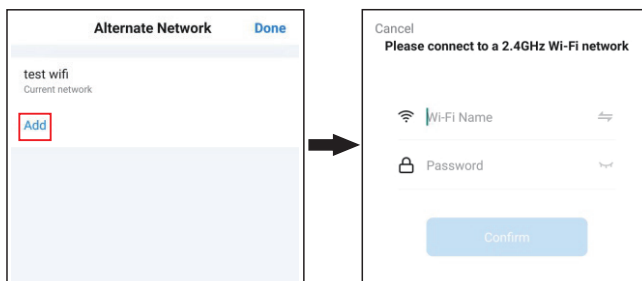 Alternate Network Done
test wifi
Current network
Add
Cancel
Please connect to a 2.4GHz Wi-Fi network
Wi-Fi Name
Password
Confirm